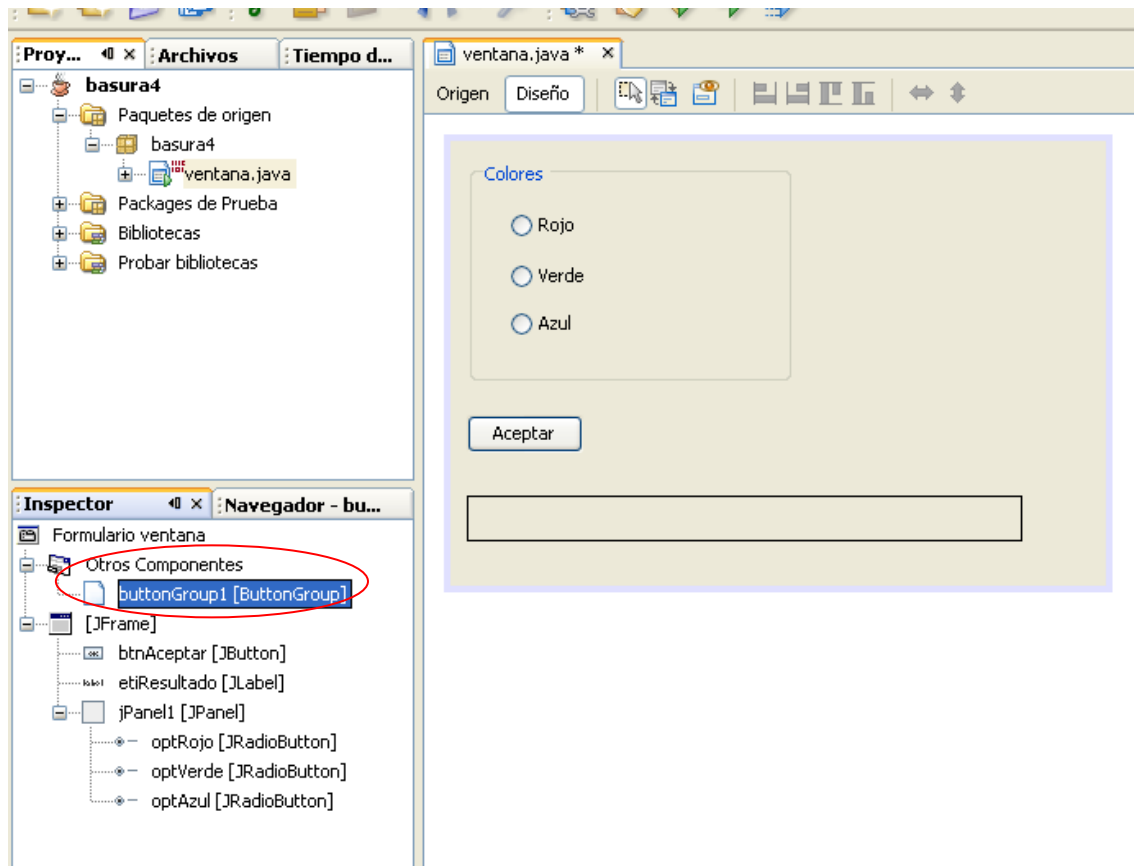 Proy...
Archivos
Tiempo d...
basura4
Paquetes de origen
basura4
ventana.java
Packages de Prueba
Bibliotecas
Probar bibliotecas
Inspector
Navegador - bu...
Formulario ventana
Otros Componentes
buttonGroup1 [ButtonGroup]
[JFrame]
OK btnAceptar [JButton]
label etiResultado [JLabel]
jPanel1 [JPanel]
optRojo [JRadioButton]
optVerde [JRadioButton]
optAzul [JRadioButton]
ventana.java *
Origen Diseño
Colores
Rojo
Verde
Azul
Aceptar